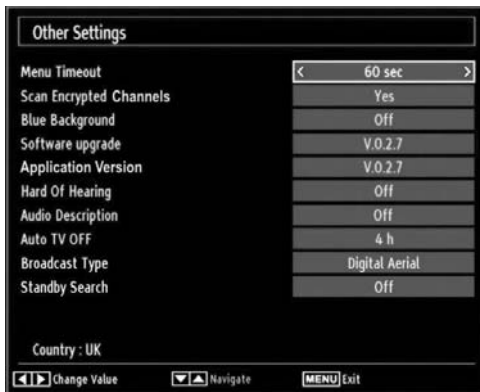 Other Settings
Menu Timeout < 60 sec >
Scan Encrypted Channels Yes
Blue Background Off
Software upgrade V.0.2.7
Application Version V.0.2.7
Hard Of Hearing Off
Audio Description Off
Auto TV OFF 4 h
Broadcast Type Digital Aerial
Standby Search Off
Country : UK
Change Value Navigate MENU Exit